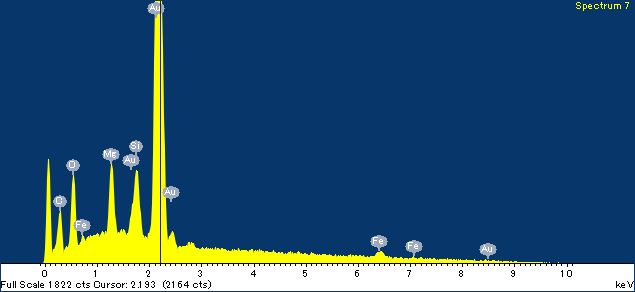 Spectrum 7
Au
Si
Mg
Au
O
Au
C
Fe
Fe
Fe
Au
0 1 2 3 4 5 6 7 8 9 10
Full Scale 1822 cts Cursor: 2.193 (2164 cts) keV